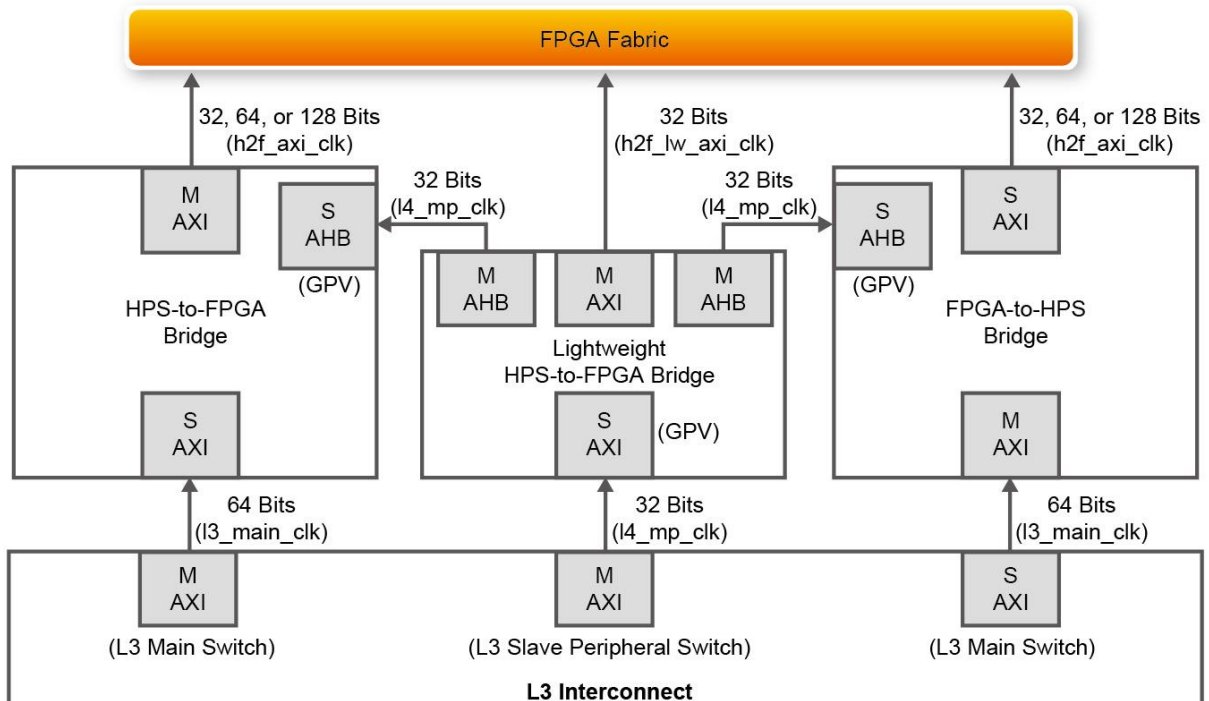 FPGA Fabric
32, 64, or 128 Bits
(h2f_axi_clk)
32 Bits
(h2f_lw_axi_clk)
32, 64, or 128 Bits
(h2f_axi_clk)
M
AXI
S
AHB
(GPV)
HPS-to-FPGA
Bridge
S
AXI
32 Bits
(l4_mp_clk)
32 Bits
(l4_mp_clk)
M
AHB
M
AXI
M
AHB
Lightweight
HPS-to-FPGA Bridge
S
AXI
(GPV)
S
AHB
(GPV)
S
AXI
FPGA-to-HPS
Bridge
M
AXI
64 Bits
(l3_main_clk)
32 Bits
(l4_mp_clk)
64 Bits
(l3_main_clk)
M
AXI
(L3 Main Switch)
M
AXI
(L3 Slave Peripheral Switch)
S
AXI
(L3 Main Switch)
L3 Interconnect